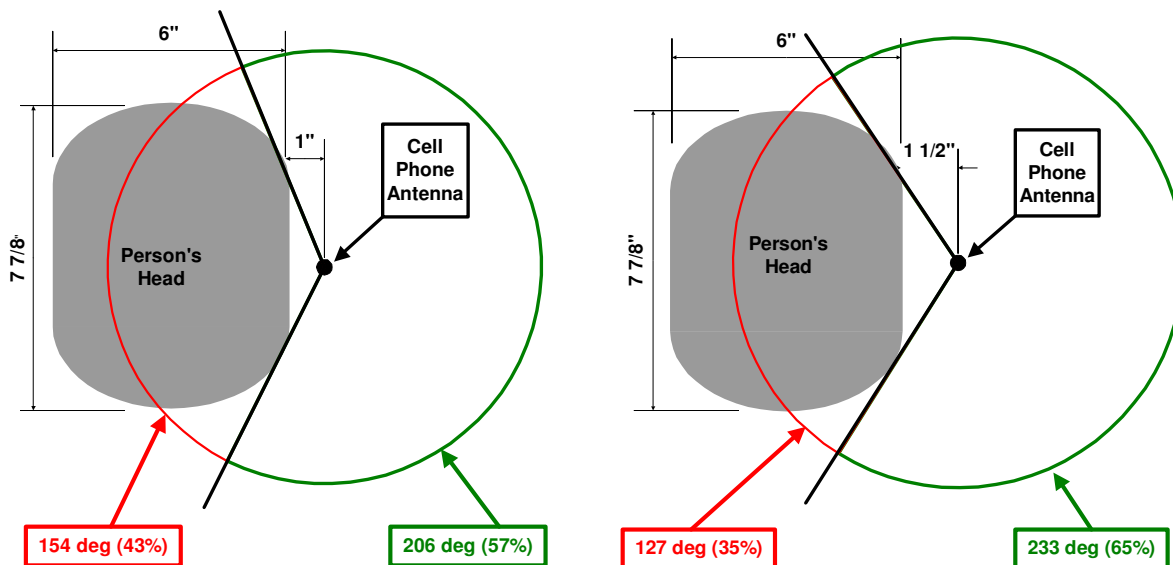 6"
1"
Cell
Phone
Antenna
7 7/8"
Person's
Head
154 deg (43%)
206 deg (57%)
6"
1 1/2"
Cell
Phone
Antenna
7 7/8"
Person's
Head
127 deg (35%)
233 deg (65%)